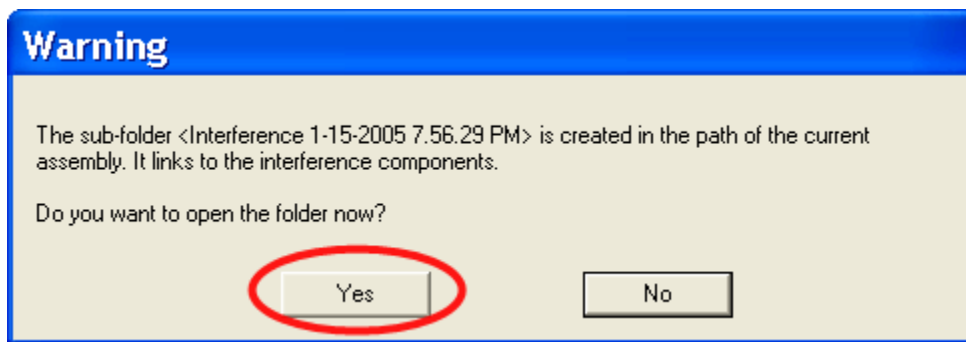 Warning
The sub-folder <Interference 1-15-2005 7.56.29 PM> is created in the path of the current
assembly. It links to the interference components.
Do you want to open the folder now?
Yes
No